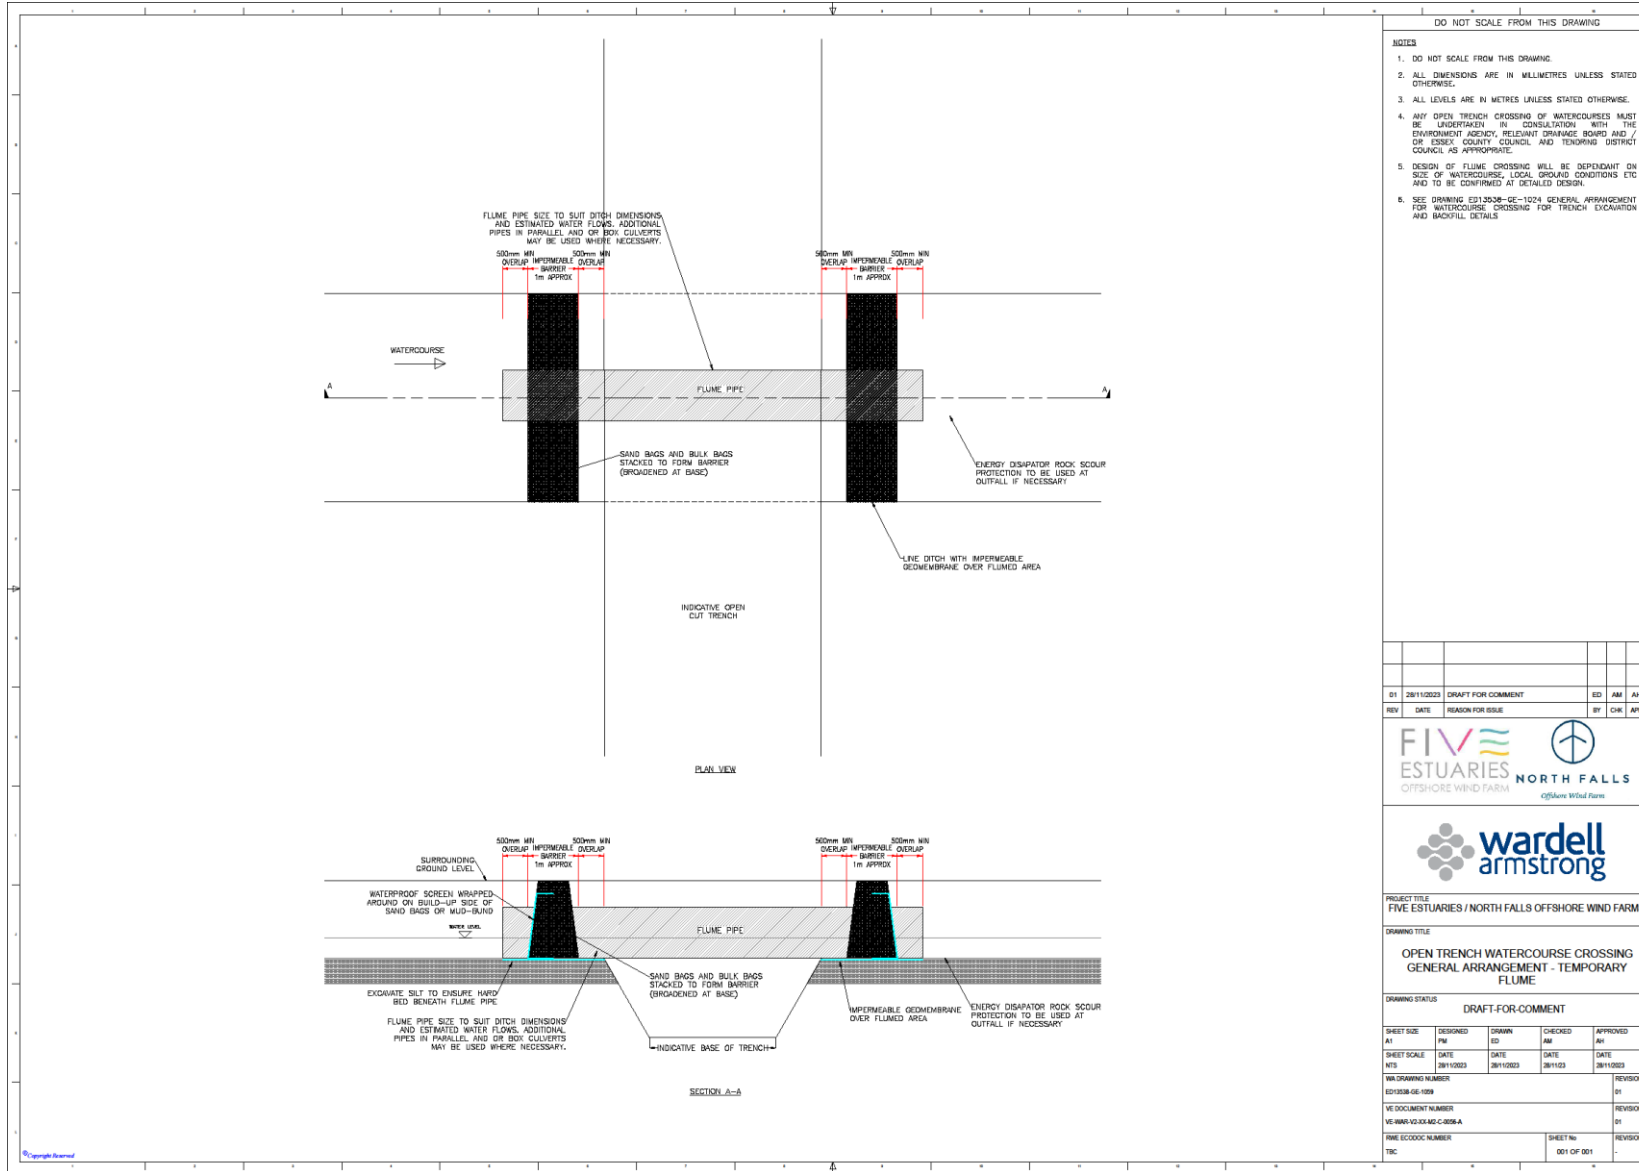 DO NOT SCALE FROM THIS DRAWING
NOTES
1. DO NOT SCALE FROM THIS DRAWING.
2. ALL DIMENSIONS ARE IN MILLIMETRES UNLESS STATED
OTHERWISE.
3. ALL LEVELS ARE IN METRES UNLESS STATED OTHERWISE.
4. ANY OPEN TRENCH CROSSING OF WATERCOURSES MUST
BE UNDERTAKEN IN CONSULTATION WITH THE
ENVIRONMENT AGENCY, RELEVANT DRAINAGE BOARD AND /
OR ESSEX COUNTY COUNCIL AND TENDRING DISTRICT
COUNCIL AS APPROPRIATE.
5. DESIGN OF FLUME CROSSING WILL BE DEPENDANT ON
SIZE OF WATERCOURSE, LOCAL GROUND CONDITIONS ETC
AND TO BE CONFIRMED AT DETAILED DESIGN.
6. SEE DRAWING ED13538-GE-1024 GENERAL ARRANGEMENT
FOR WATERCOURSE CROSSING FOR TRENCH EXCAVATION
AND BACKFILL DETAILS
FLUME PIPE SIZE TO SUIT DITCH DIMENSIONS
AND ESTIMATED WATER FLOWS. ADDITIONAL
PIPES IN PARALLEL AND OR BOX CULVERTS
MAY BE USED WHERE NECESSARY.
500mm MIN OVERLAP
IMPERMEABLE BARRIER 1m APPROX
500mm MIN OVERLAP
500mm MIN OVERLAP
IMPERMEABLE BARRIER 1m APPROX
500mm MIN OVERLAP
WATERCOURSE
A
A
FLUME PIPE
SAND BAGS AND BULK BAGS
STACKED TO FORM BARRIER
(BROADENED AT BASE)
ENERGY DISAPATOR ROCK SCOUR
PROTECTION TO BE USED AT
OUTFALL IF NECESSARY
LINE DITCH WITH IMPERMEABLE
GEOMEMBRANE OVER FLUMED AREA
INDICATIVE OPEN
CUT TRENCH
PLAN VIEW
500mm MIN OVERLAP
IMPERMEABLE BARRIER 1m APPROX
500mm MIN OVERLAP
500mm MIN OVERLAP
IMPERMEABLE BARRIER 1m APPROX
500mm MIN OVERLAP
SURROUNDING
GROUND LEVEL
WATERPROOF SCREEN WRAPPED
AROUND ON BUILD-UP SIDE OF
SAND BAGS OR MUD-BUND
WATER LEVEL
FLUME PIPE
EXCAVATE SILT TO ENSURE HARD
BED BENEATH FLUME PIPE
SAND BAGS AND BULK BAGS
STACKED TO FORM BARRIER
(BROADENED AT BASE)
IMPERMEABLE GEOMEMBRANE
OVER FLUMED AREA
ENERGY DISAPATOR ROCK SCOUR
PROTECTION TO BE USED AT
OUTFALL IF NECESSARY
FLUME PIPE SIZE TO SUIT DITCH DIMENSIONS
AND ESTIMATED WATER FLOWS. ADDITIONAL
PIPES IN PARALLEL AND OR BOX CULVERTS
MAY BE USED WHERE NECESSARY.
INDICATIVE BASE OF TRENCH
SECTION A-A
©Copyright Reserved
01 28/11/2023 DRAFT FOR COMMENT ED AM AH
REV DATE REASON FOR ISSUE BY CHK
FIVE
ESTUARIES
OFFSHORE WIND FARM
NORTH FALLS
Offshore Wind Farm
wardell
armstrong
PROJECT TITLE
FIVE ESTUARIES / NORTH FALLS OFFSHORE WIND FARM
DRAWING TITLE
OPEN TRENCH WATERCOURSE CROSSING
GENERAL ARRANGEMENT - TEMPORARY
FLUME
DRAWING STATUS
DRAFT-FOR-COMMENT
SHEET SIZE DESIGNED DRAWN CHECKED APPROVED
A1 PM ED AM AH
SHEET SCALE DATE DATE DATE DATE
NTS 28/11/2023 28/11/2023 28/11/23 28/11/2023
WA DRAWING NUMBER REVISION
ED13538-GE-1059 01
VE DOCUMENT NUMBER REVISION
VE-WAR-V2-XX-M2-C-0056-A 01
RWE ECODOC NUMBER SHEET No REVISION
TBC 001 OF 001 -